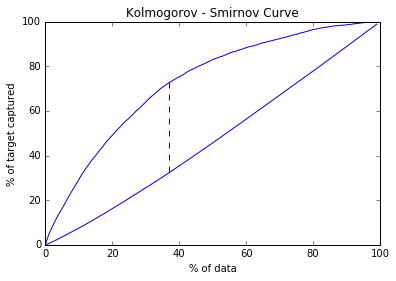 Kolmogorov - Smirnov Curve
100
80
60
40
20
0
% of target captured
0 20 40 60 80 100
% of data